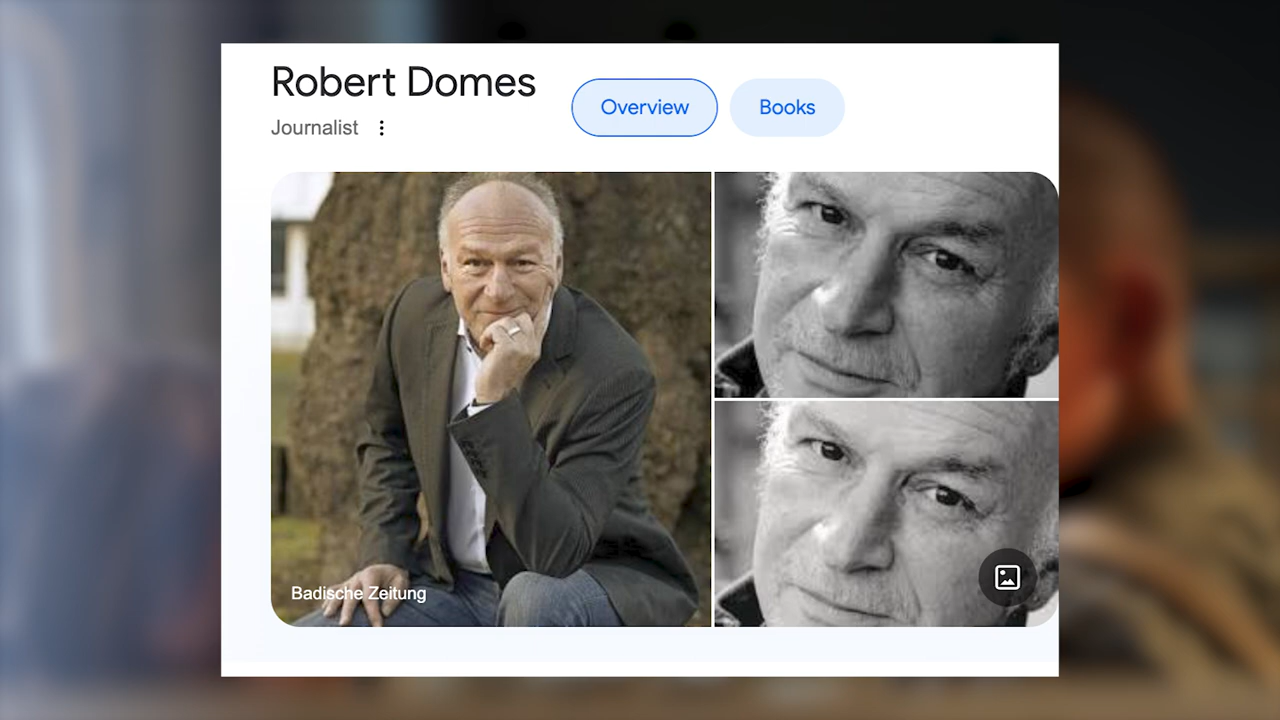 Robert Domes
Journalist
Overview
Books
Badische Zeitung